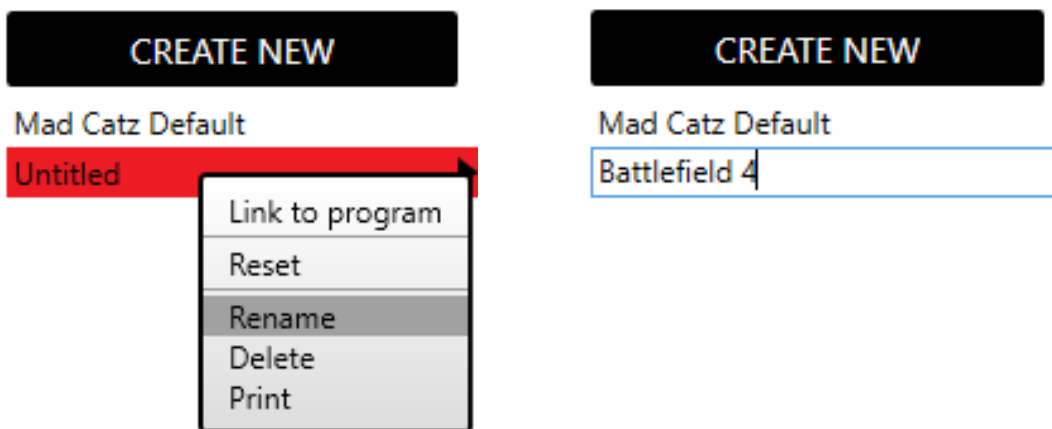 CREATE NEW
Mad Catz Default
Untitled
Link to program
Reset
Rename
Delete
Print
CREATE NEW
Mad Catz Default
Battlefield 4